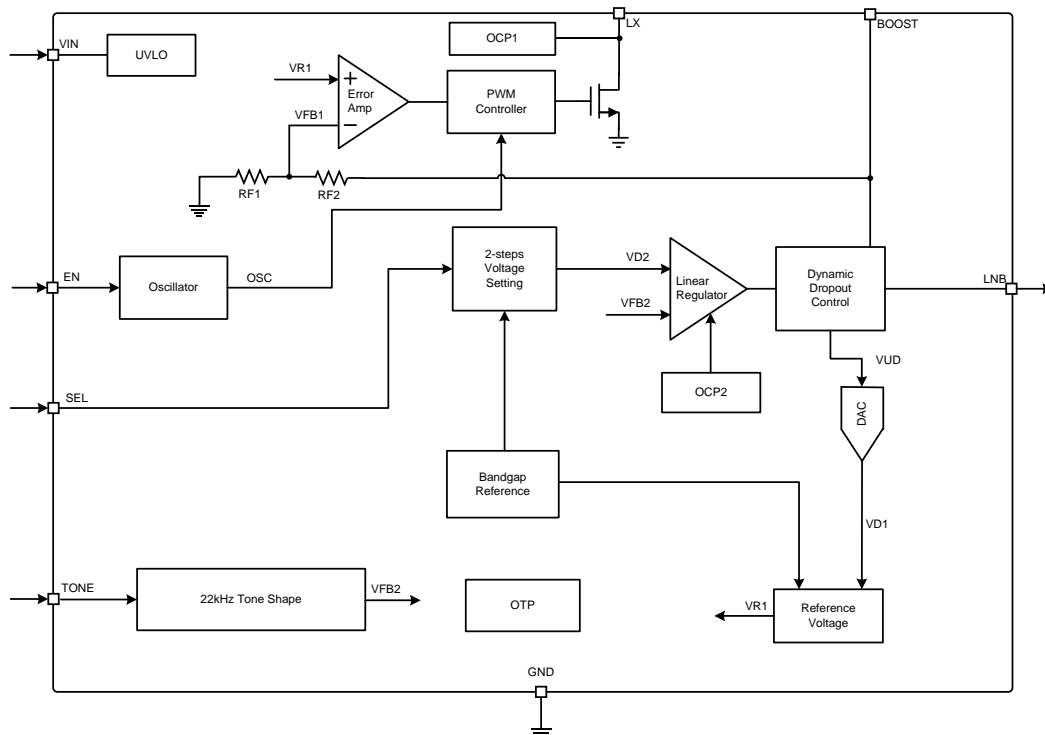 LX
BOOST
VIN
UVLO
OCP1
VR1
Error
Amp
PWM
Controller
VFB1
RF1
RF2
EN
Oscillator
OSC
2-steps
Voltage
Setting
VD2
VFB2
Linear
Regulator
Dynamic
Dropout
Control
LNB
OCP2
VUD
DAC
SEL
Bandgap
Reference
VD1
TONE
22kHz Tone Shape
VFB2
OTP
VR1
Reference
Voltage
GND